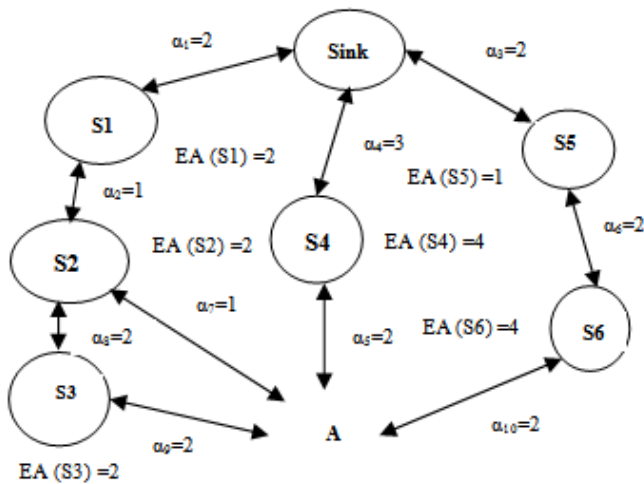 α₁=2
Sink
α₃=2
S1
EA (S1) =2
α₄=3
S5
EA (S5) =1
α₂=1
S2
EA (S2) =2
S4
EA (S4) =4
α₆=2
α₇=1
α₈=2
α₅=2
EA (S6) =4
S6
S3
α₉=2
A
α₁₀=2
EA (S3) =2